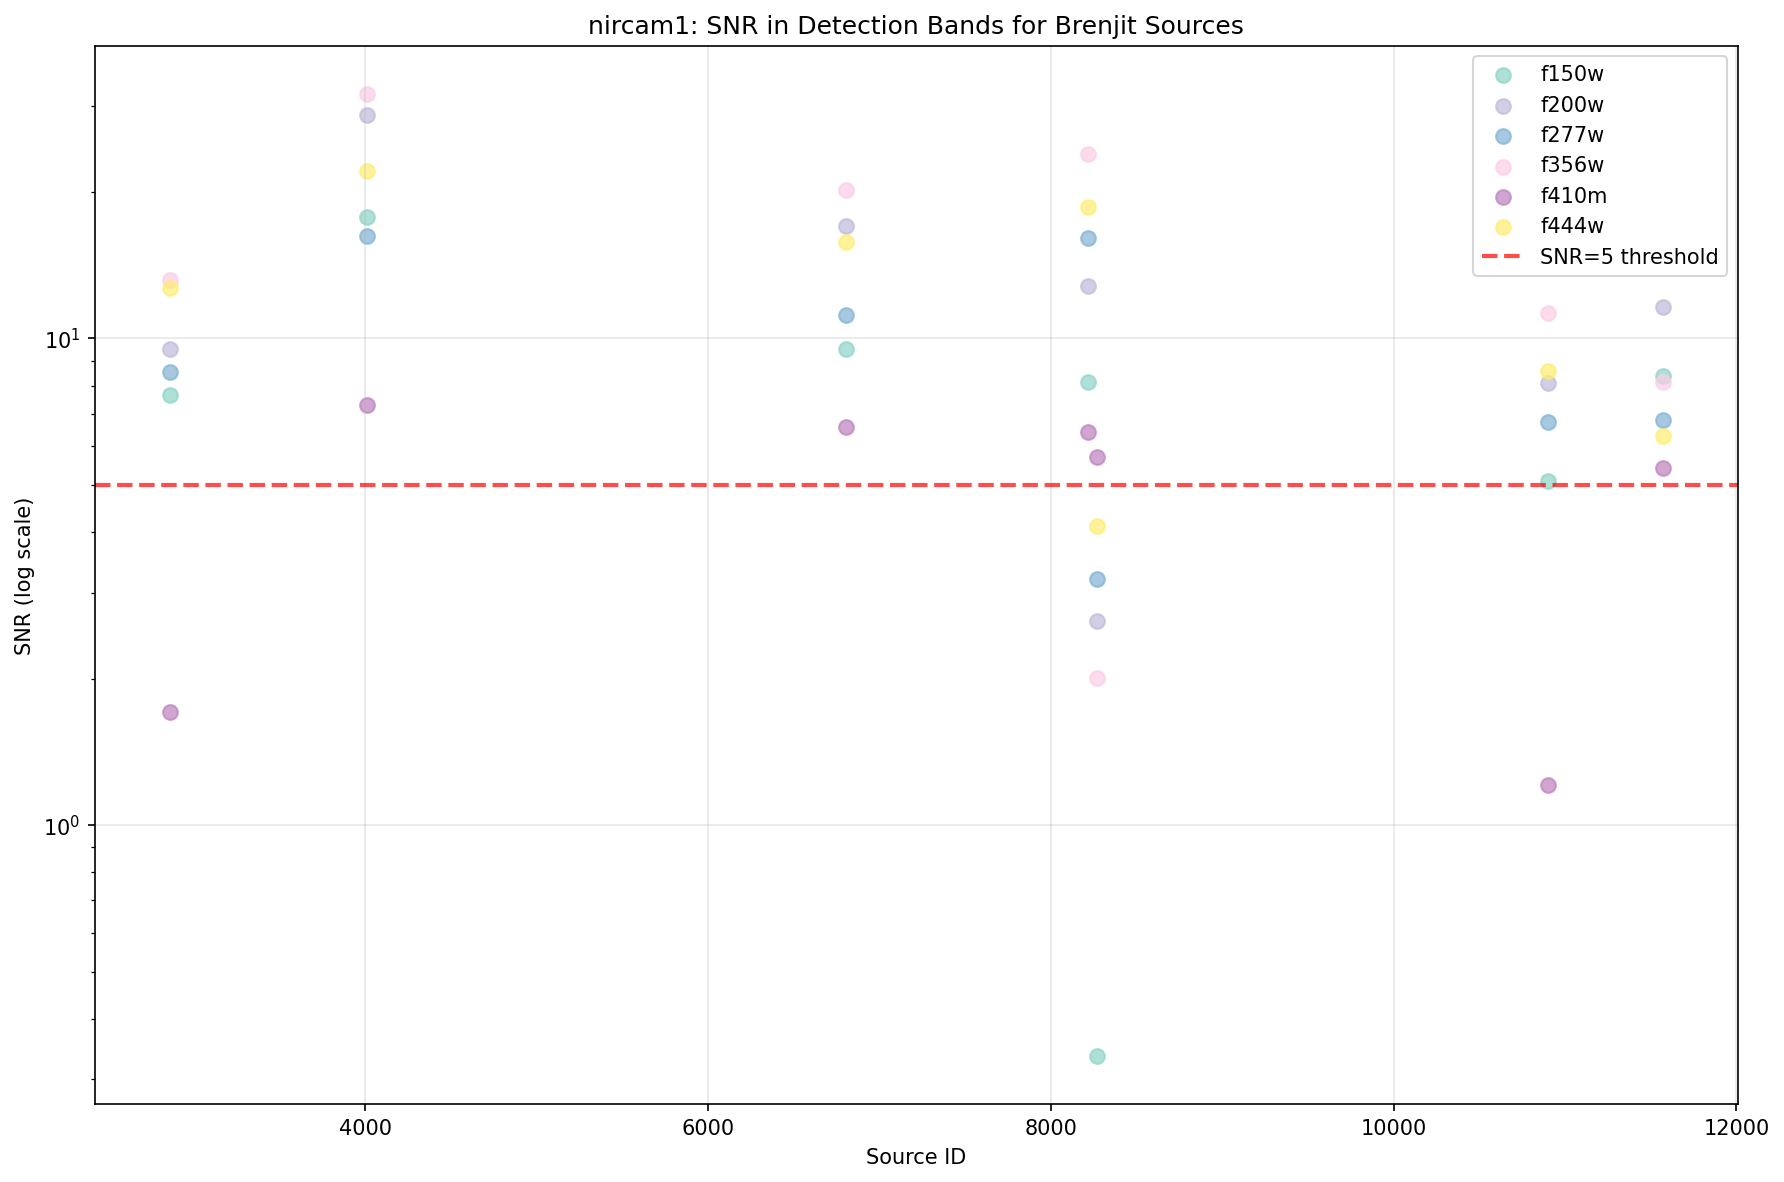 nircam1: SNR in Detection Bands for Brenjit Sources
f150w
f200w
f277w
f356w
f410m
f444w
SNR=5 threshold
SNR (log scale)
10¹
10⁰
4000
6000
8000
10000
12000
Source ID